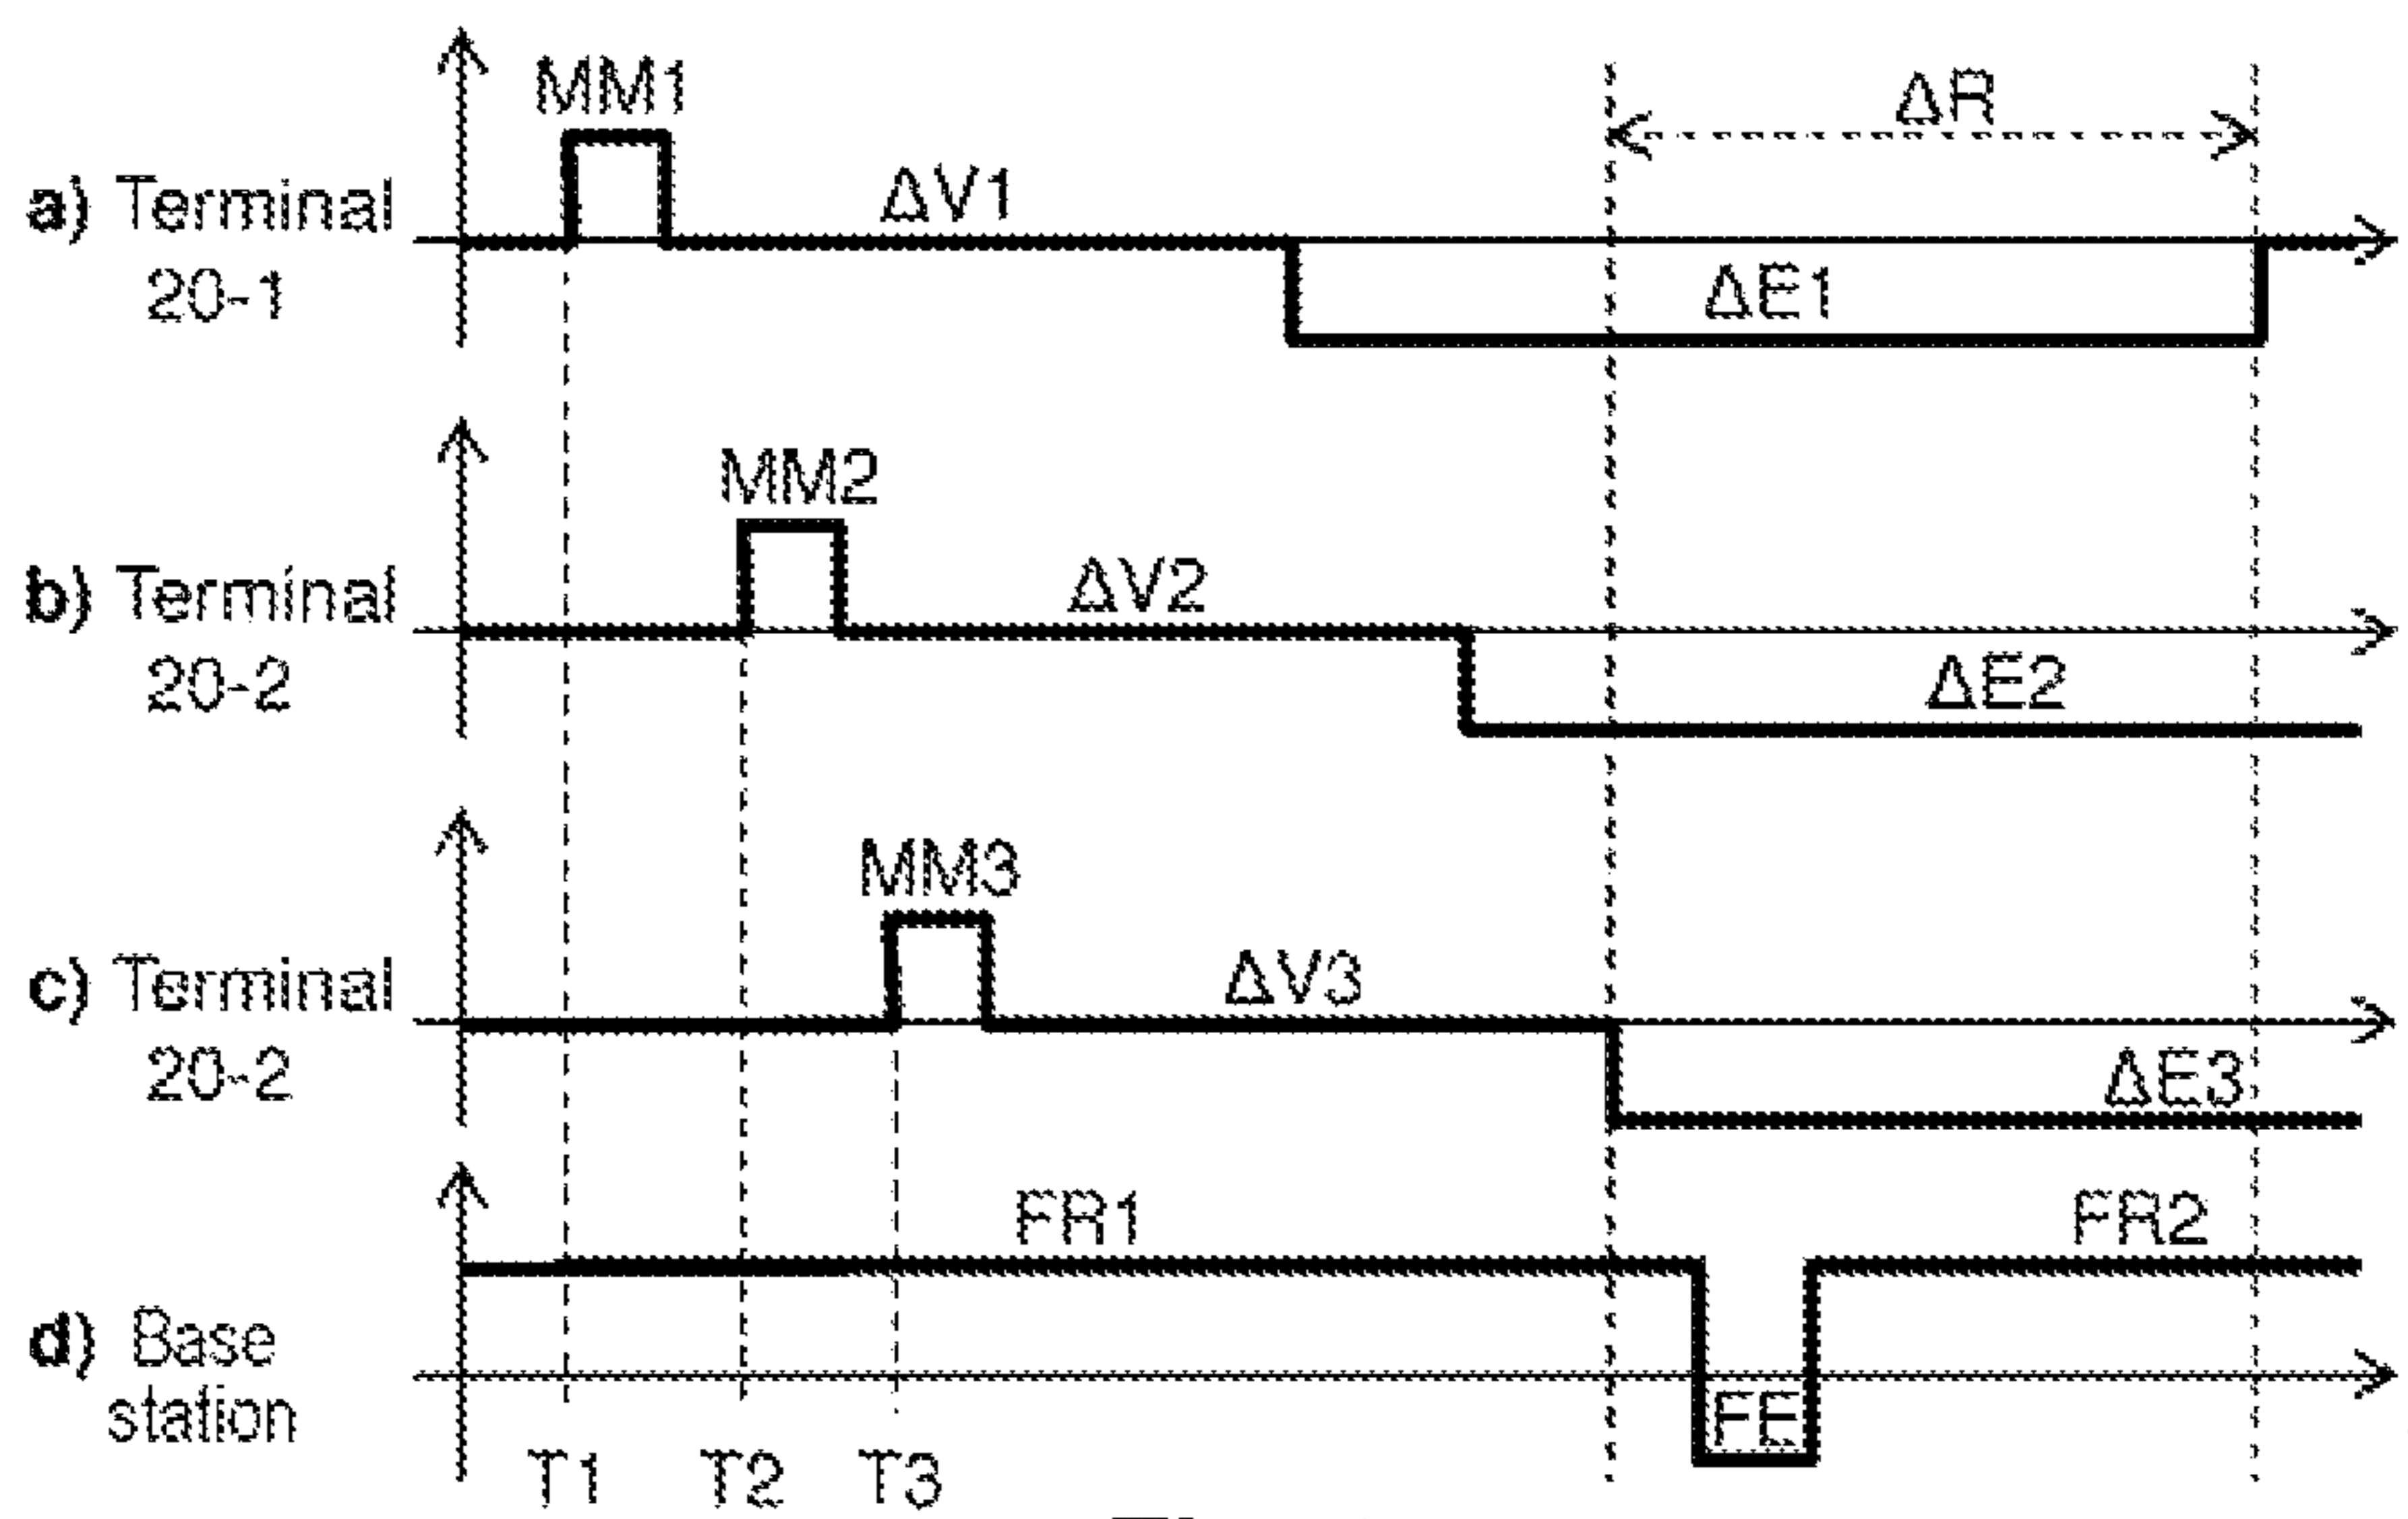 MM1
ΔR
a) Terminal
20-1
ΔV1
ΔE1
MM2
b) Terminal
20-2
ΔV2
ΔE2
MM3
c) Terminal
20-2
ΔV3
ΔE3
FR1
FR2
d) Base
station
FE
T1 T2 T3